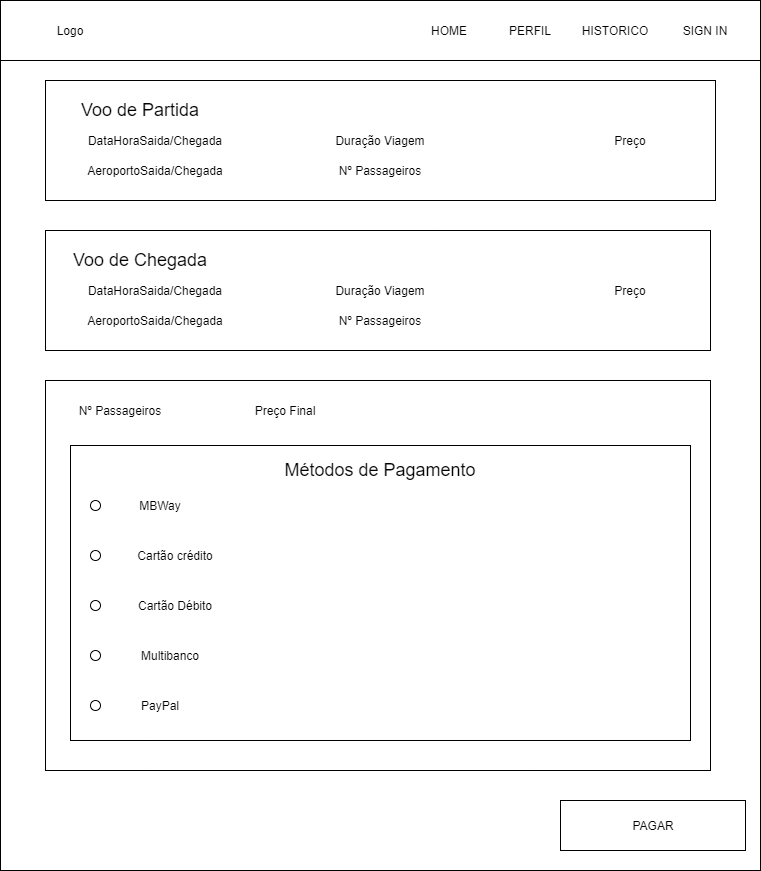 Logo HOME PERFIL HISTORICO SIGN IN
Voo de Partida
DataHoraSaida/Chegada Duração Viagem Preço
AeroportoSaida/Chegada Nº Passageiros
Voo de Chegada
DataHoraSaida/Chegada Duração Viagem Preço
AeroportoSaida/Chegada Nº Passageiros
Nº Passageiros Preço Final
Métodos de Pagamento
MBWay
Cartão crédito
Cartão Débito
Multibanco
PayPal
PAGAR